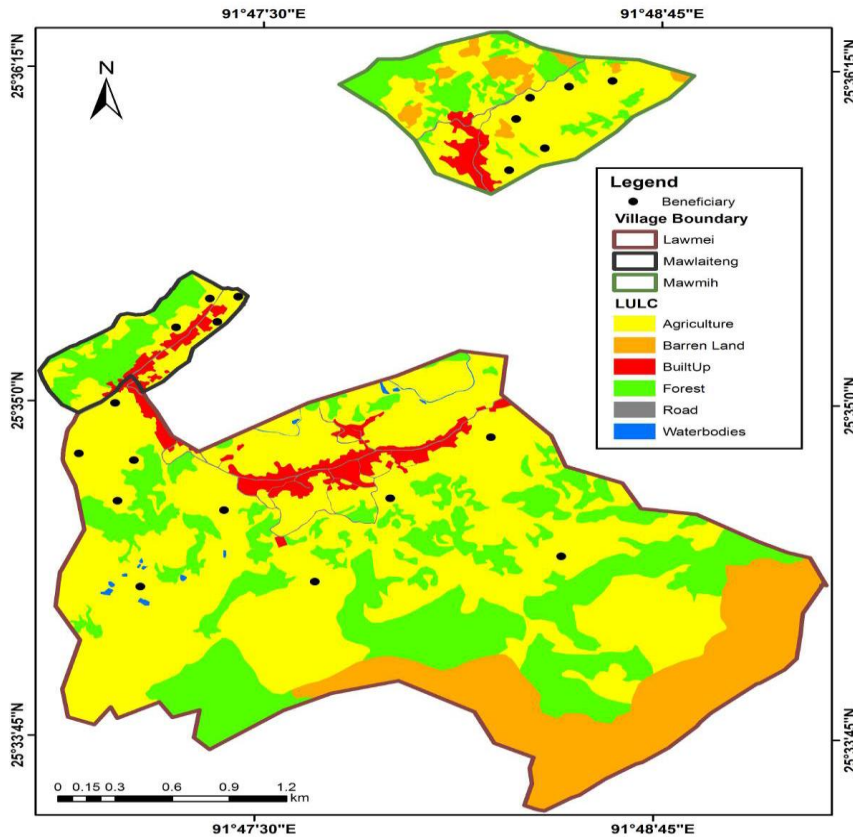 91°47'30"E 91°48'45"E
25°36'15"N 25°36'15"N
N
Legend
Beneficiary
Village Boundary
Lawmei
Mawlaiteng
Mawmih
LULC
Agriculture
Barren Land
BuiltUp
Forest
Road
Waterbodies
25°35'0"N 25°35'0"N
25°33'45"N 25°33'45"N
0 0.15 0.3 0.6 0.9 1.2
km
91°47'30"E 91°48'45"E